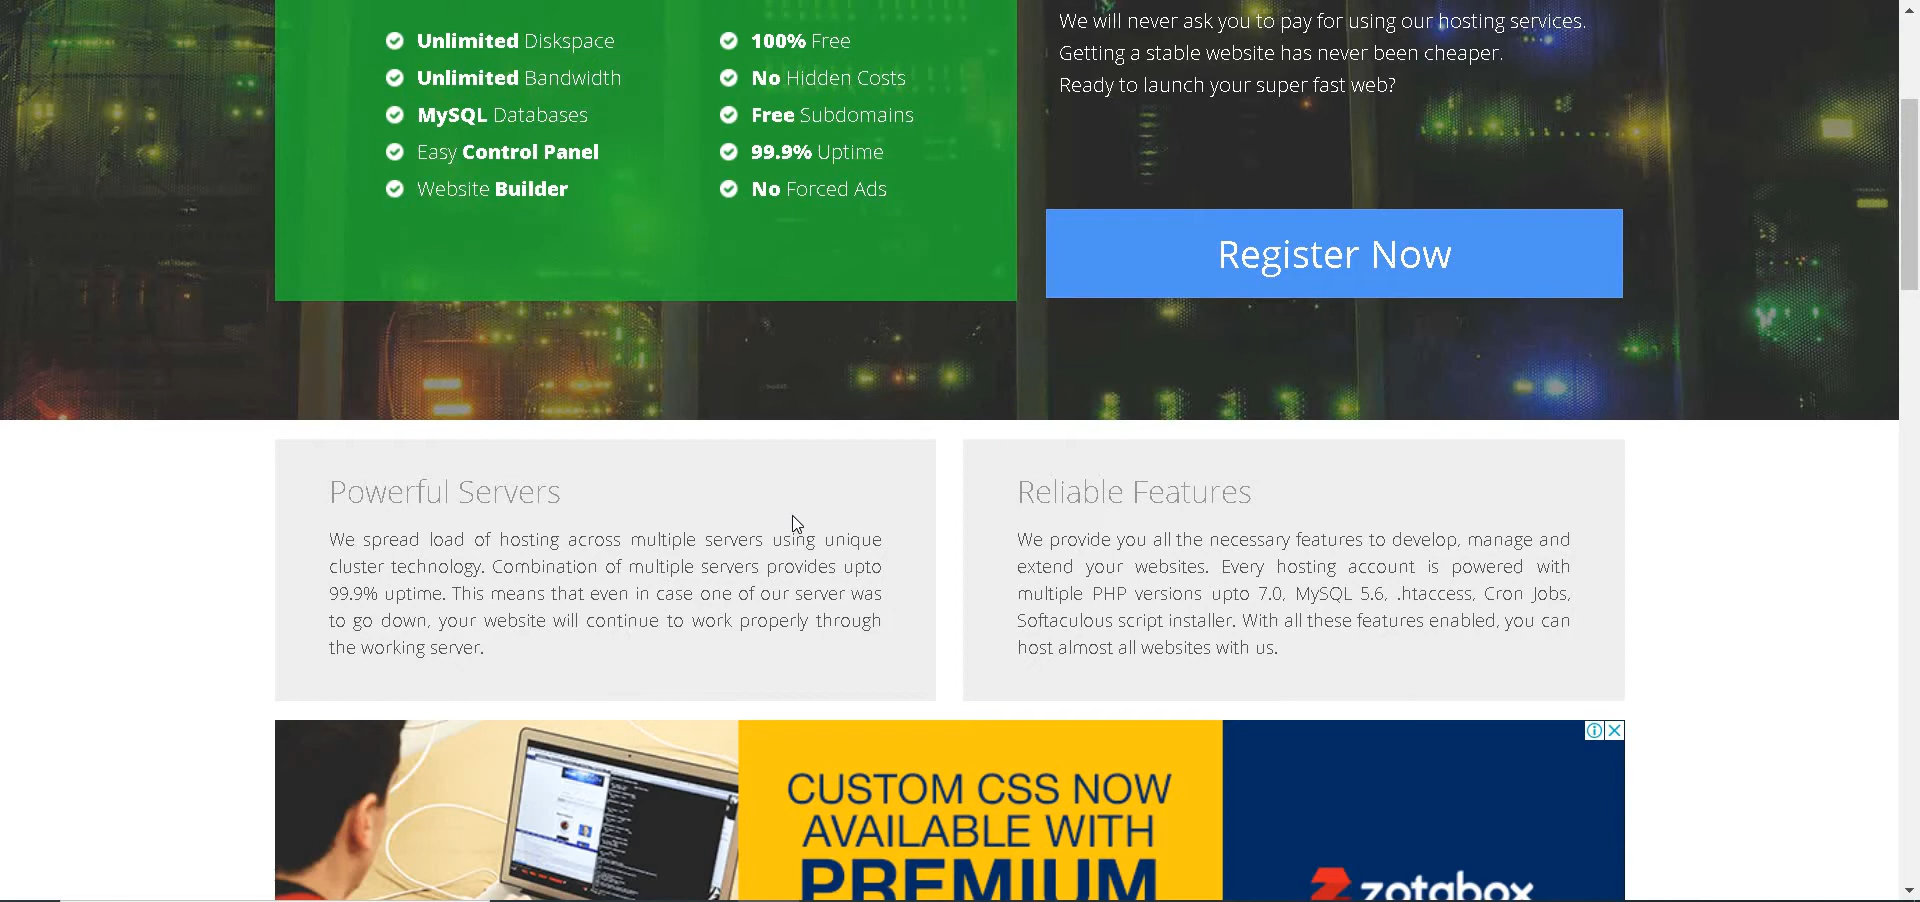 Unlimited Diskspace
Unlimited Bandwidth
MySQL Databases
Easy Control Panel
Website Builder
100% Free
No Hidden Costs
Free Subdomains
99.9% Uptime
No Forced Ads
We will never ask you to pay for using our hosting services.
Getting a stable website has never been cheaper.
Ready to launch your super fast web?
Register Now
Powerful Servers
We spread load of hosting across multiple servers using unique
cluster technology. Combination of multiple servers provides upto
99.9% uptime. This means that even in case one of our server was
to go down, your website will continue to work properly through
the working server.
Reliable Features
We provide you all the necessary features to develop, manage and
extend your websites. Every hosting account is powered with
multiple PHP versions upto 7.0, MySQL 5.6, .htaccess, Cron Jobs,
Softaculous script installer. With all these features enabled, you can
host almost all websites with us.
CUSTOM CSS NOW
AVAILABLE WITH
PREMIUM
zotabox